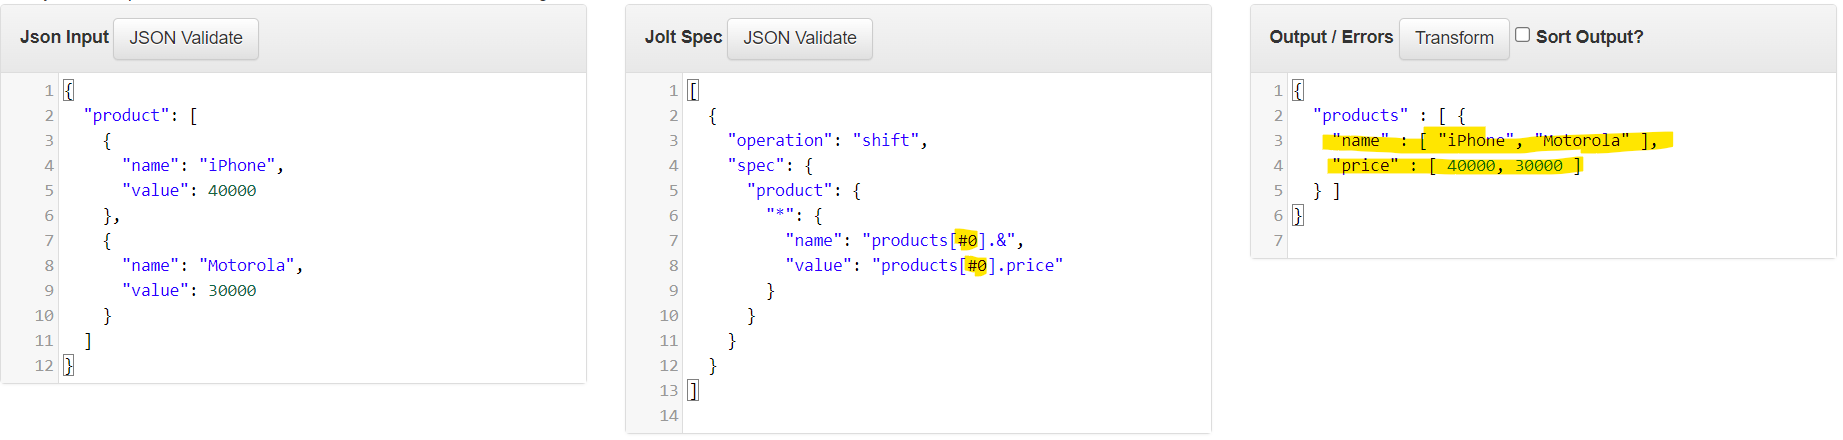 Json Input JSON Validate
1 {
2 "product": [
3 {
4 "name": "iPhone",
5 "value": 40000
6 },
7 {
8 "name": "Motorola",
9 "value": 30000
10 }
11 ]
12 }
Jolt Spec JSON Validate
1 [
2 {
3 "operation": "shift",
4 "spec": {
5 "product": {
6 "*": {
7 "name": "products[#0].&",
8 "value": "products[#0].price"
9 }
10 }
11 }
12 }
13 ]
14
Output / Errors Transform Sort Output?
1 {
2 "products" : [ {
3 "name" : [ "iPhone", "Motorola" ],
4 "price" : [ 40000, 30000 ]
5 } ]
6 }
7